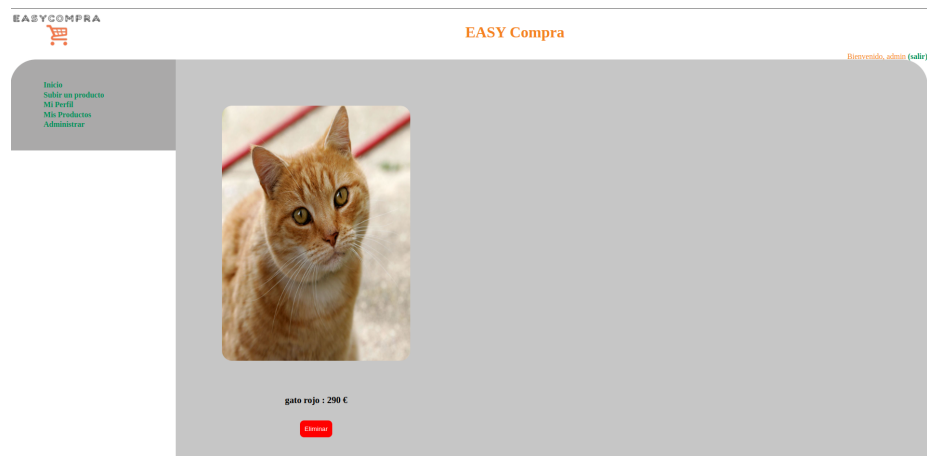 EASYCOMPRA
EASY Compra
Bienvenido, admin (salir)
Inicio
Subir un producto
Mi Perfil
Mis Productos
Administrar
gato rojo : 290 €
Eliminar